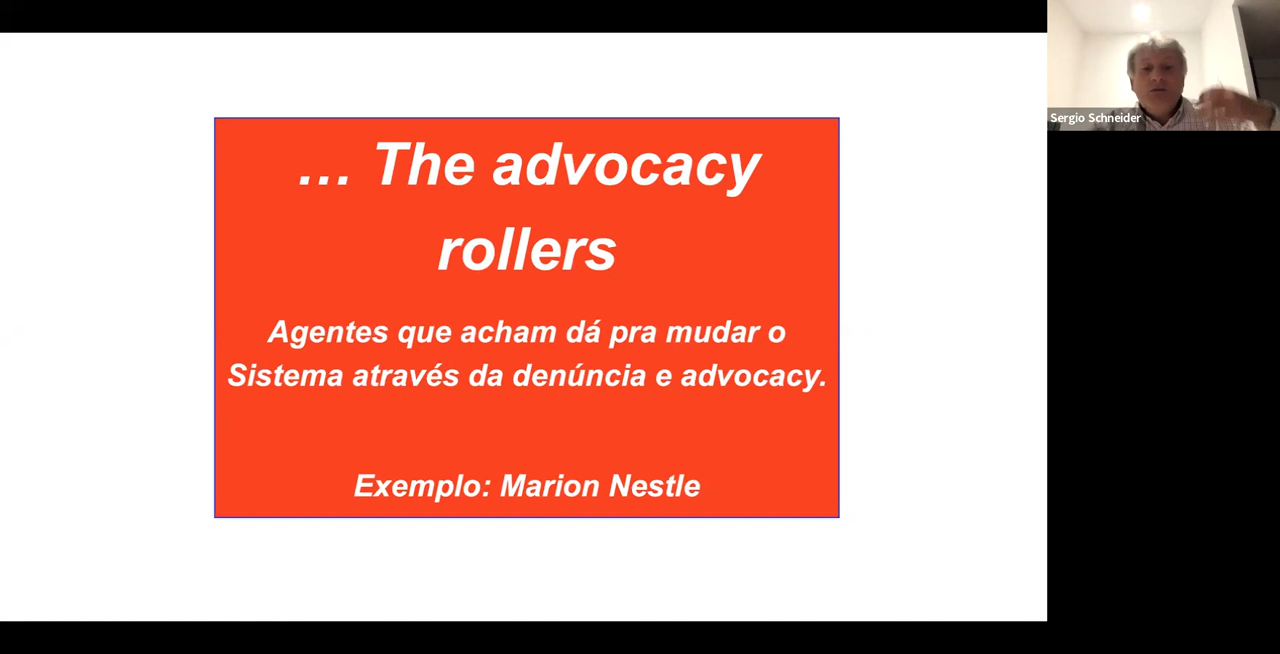 … The advocacy
rollers
Agentes que acham dá pra mudar o
Sistema através da denúncia e advocacy.
Exemplo: Marion Nestle
Sergio Schneider